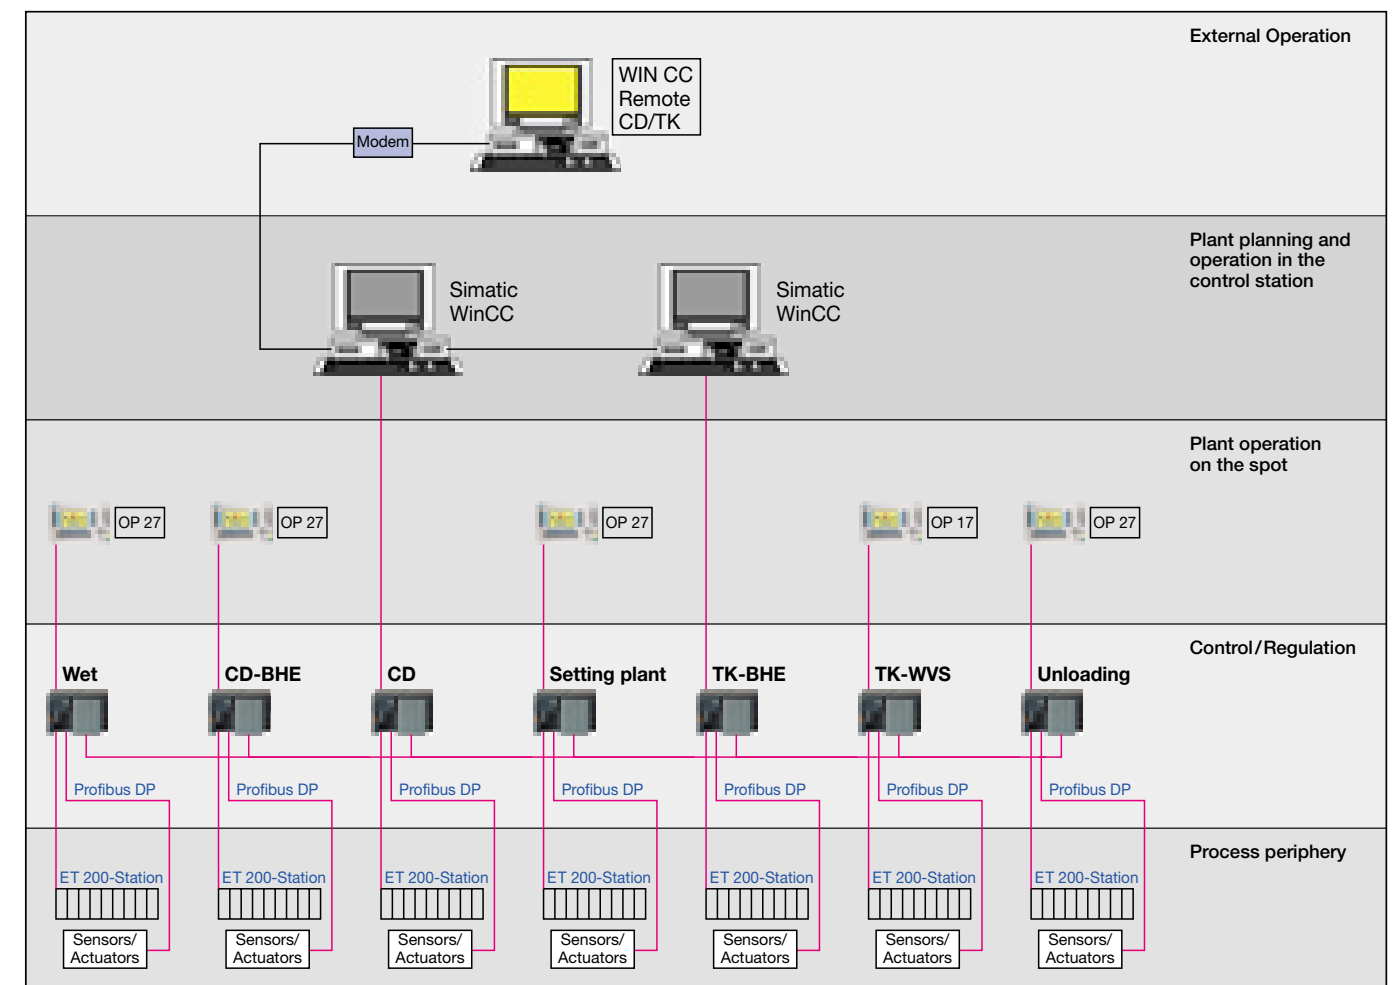 External Operation
WIN CC
Remote
CD/TK
Modem
Plant planning and
operation in the
control station
Simatic
WinCC
Simatic
WinCC
Plant operation
on the spot
OP 27
OP 27
OP 27
OP 17
OP 27
Control/Regulation
Wet
CD-BHE
CD
Setting plant
TK-BHE
TK-WVS
Unloading
Profibus DP
Profibus DP
Profibus DP
Profibus DP
Profibus DP
Profibus DP
Profibus DP
Process periphery
ET 200-Station
ET 200-Station
ET 200-Station
ET 200-Station
ET 200-Station
ET 200-Station
ET 200-Station
Sensors/
Actuators
Sensors/
Actuators
Sensors/
Actuators
Sensors/
Actuators
Sensors/
Actuators
Sensors/
Actuators
Sensors/
Actuators